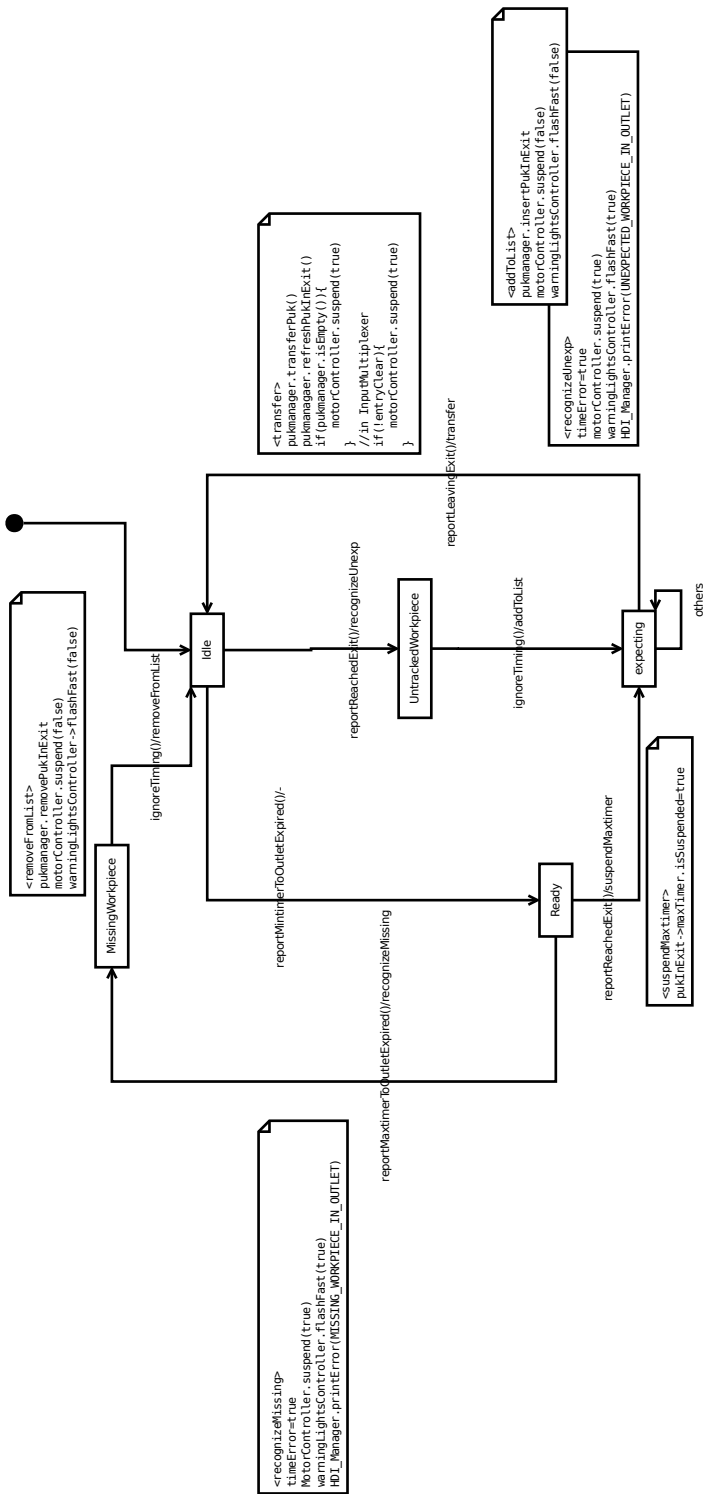 <removeFromList>
pukmanager.removePukInExit
motorController.suspend(false)
warningLightsController->flashFast(false)
MissingWorkpiece
ignoreTiming()/removeFromList
Idle
<transfer>
pukmanager.transferPuk()
pukmanagaer.refreshPukInExit()
if(pukmanager.isEmpty()){
motorController.suspend(true)
}
//in InputMultiplexer
if(!entryClear){
motorController.suspend(true)
}
<recognizeMissing>
timeError=true
MotorController.suspend(true)
warningLightsController.flashFast(true)
HDI_Manager.printError(MISSING_WORKPIECE_IN_OUTLET)
reportMintimerToOutletExpired()/-
reportReachedExit()/recognizeUnexp
reportMaxtimerToOutletExpired()/recognizeMissing
UntrackedWorkpiece
reportLeavingExit()/transfer
ignoreTiming()/addToList
<addToList>
pukmanager.insertPukInExit
motorController.suspend(false)
warningLightsController.flashFast(false)
<recognizeUnexp>
timeError=true
motorController.suspend(true)
warningLightsController.flashFast(true)
HDI_Manager.printError(UNEXPECTED_WORKPIECE_IN_OUTLET)
Ready
reportReachedExit()/suspendMaxtimer
expecting
others
<suspendMaxtimer>
pukInExit->maxTimer.isSuspended=true